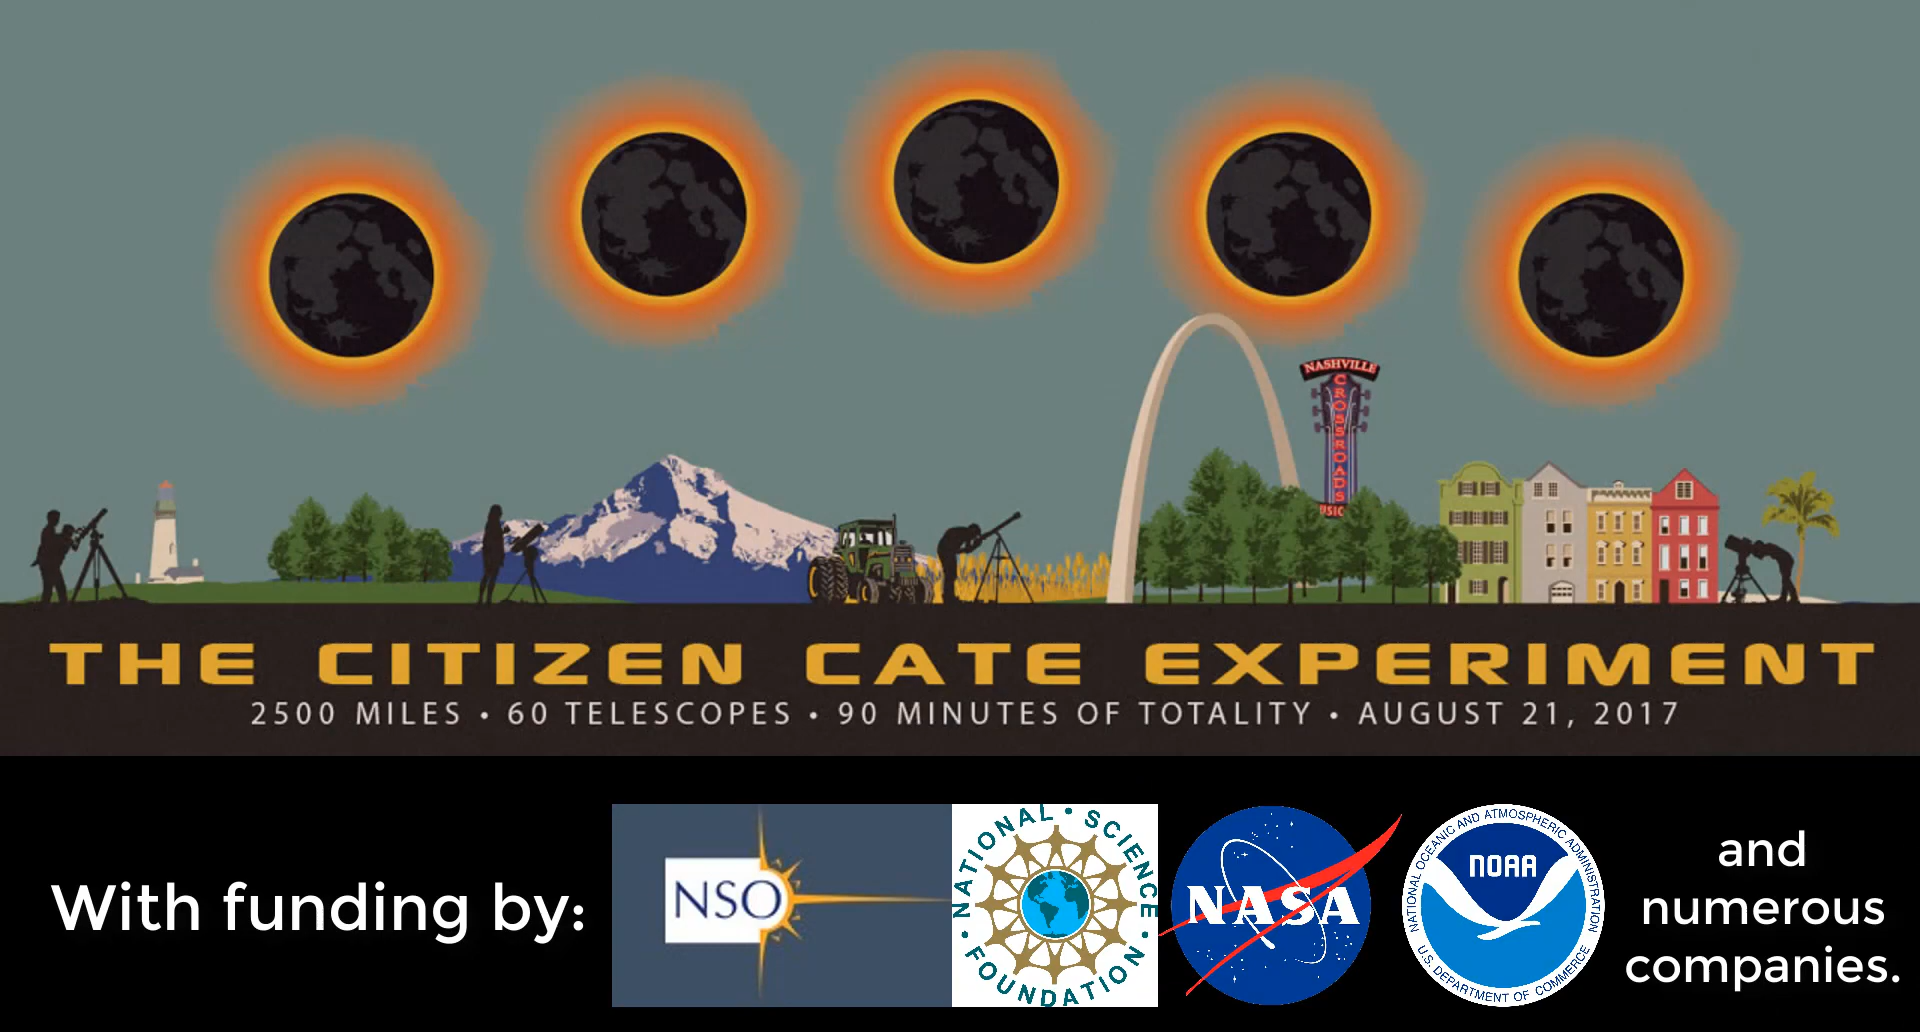 NASHVILLE
CROSSROADS
USIC
THE CITIZEN CATE EXPERIMENT
2500 MILES • 60 TELESCOPES • 90 MINUTES OF TOTALITY • AUGUST 21, 2017
With funding by:
NSO
NATIONAL • SCIENCE • FOUNDATION •
NASA
NATIONAL OCEANIC AND ATMOSPHERIC ADMINISTRATION
NOAA
U.S. DEPARTMENT OF COMMERCE
and
numerous
companies.